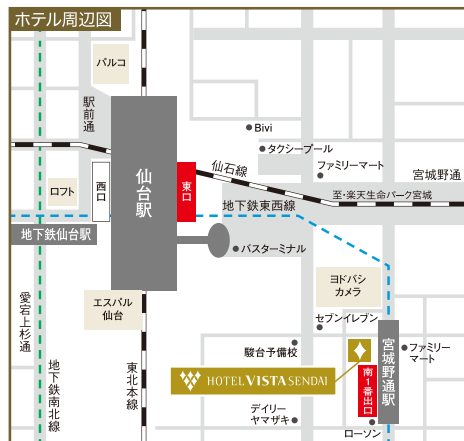 ホテル周辺図
パルコ
駅前通
Bivi
タクシープール
ファミリーマート
仙石線
宮城野通
仙台駅
西口
東口
ロフト
至・楽天生命パーク宮城
地下鉄東西線
地下鉄仙台駅
バスターミナル
ヨドバシ
カメラ
エスパル
仙台
セブンイレブン
愛宕上杉通
地下鉄南北線
東北本線
駿台予備校
宮城野通駅
ファミリー
マート
HOTEL VISTA SENDAI
南1番出口
デイリー
ヤマザキ
ローソン